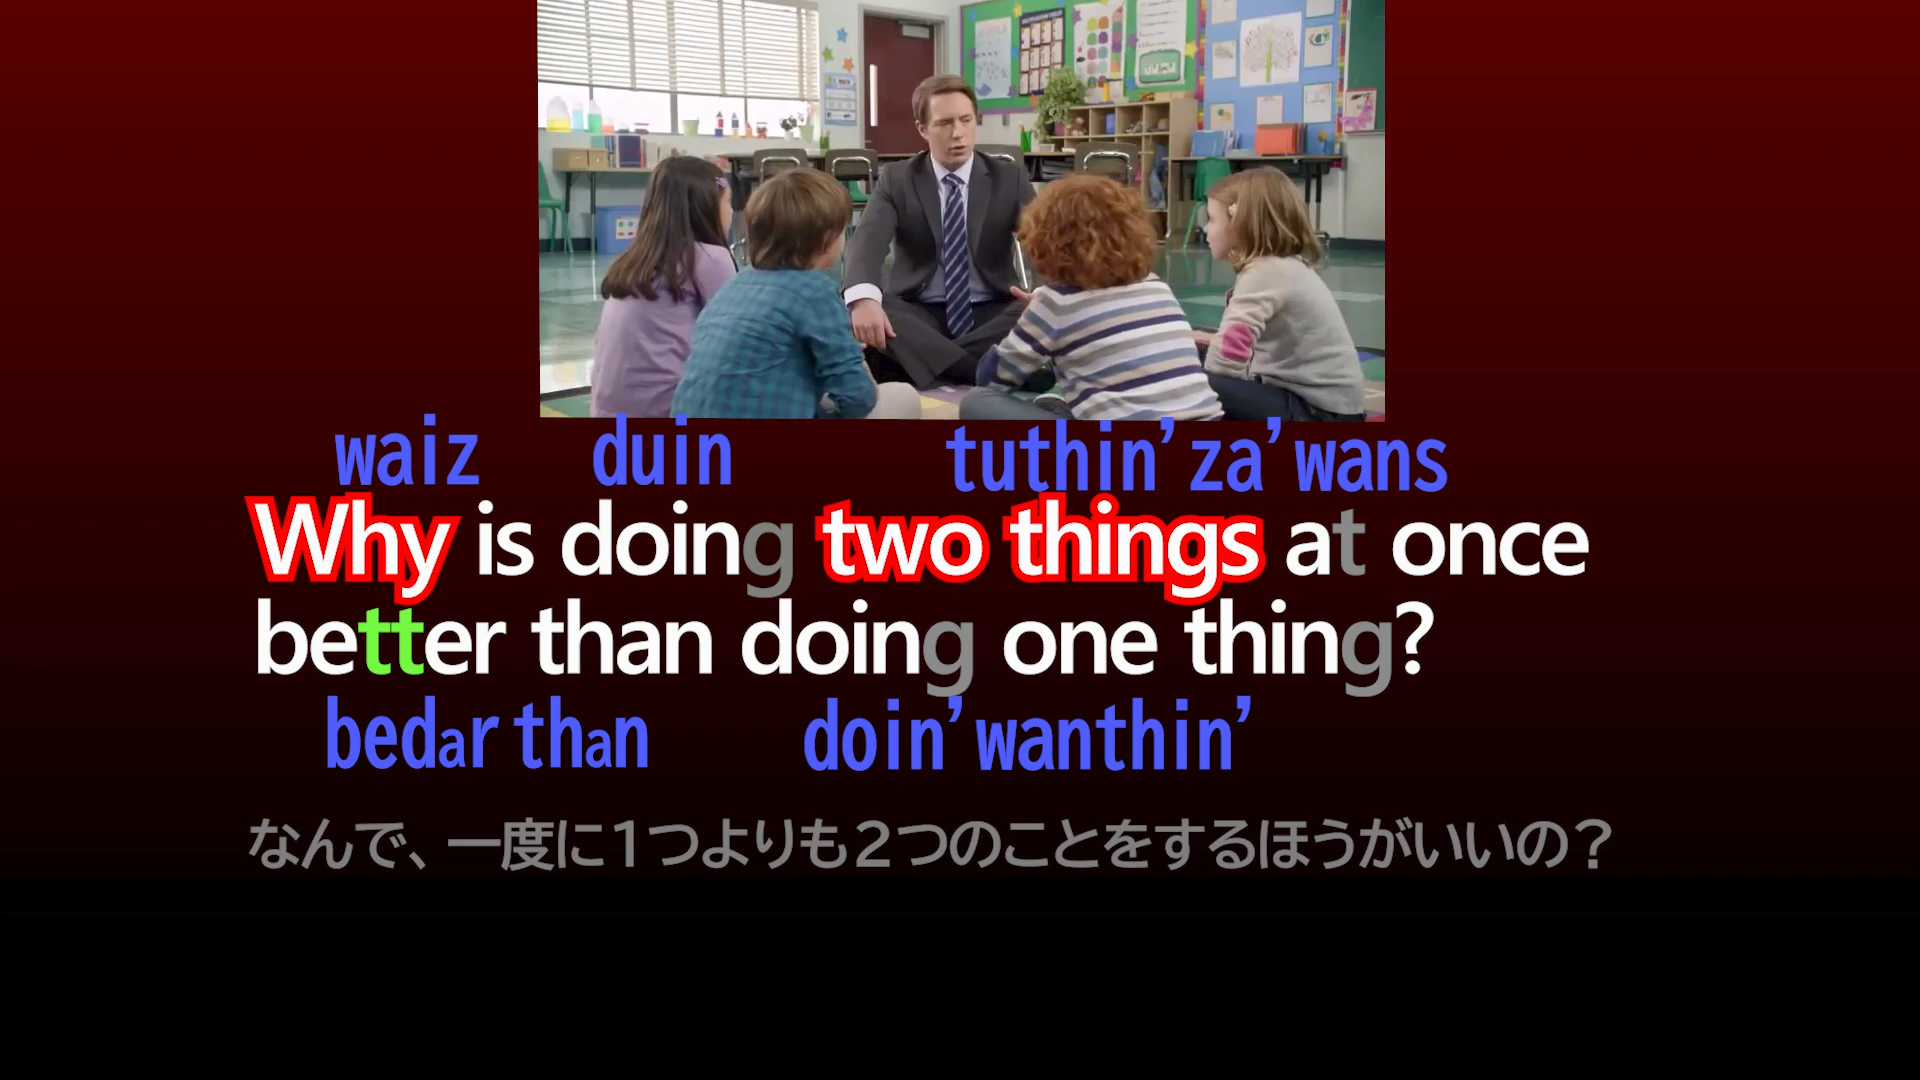 waiz duin tuthin’za’wans
Why is doing two things at once
better than doing one thing?
bedar than doin’wanthin’
なんで、一度に1つよりも2つのことをするほうがいいの？